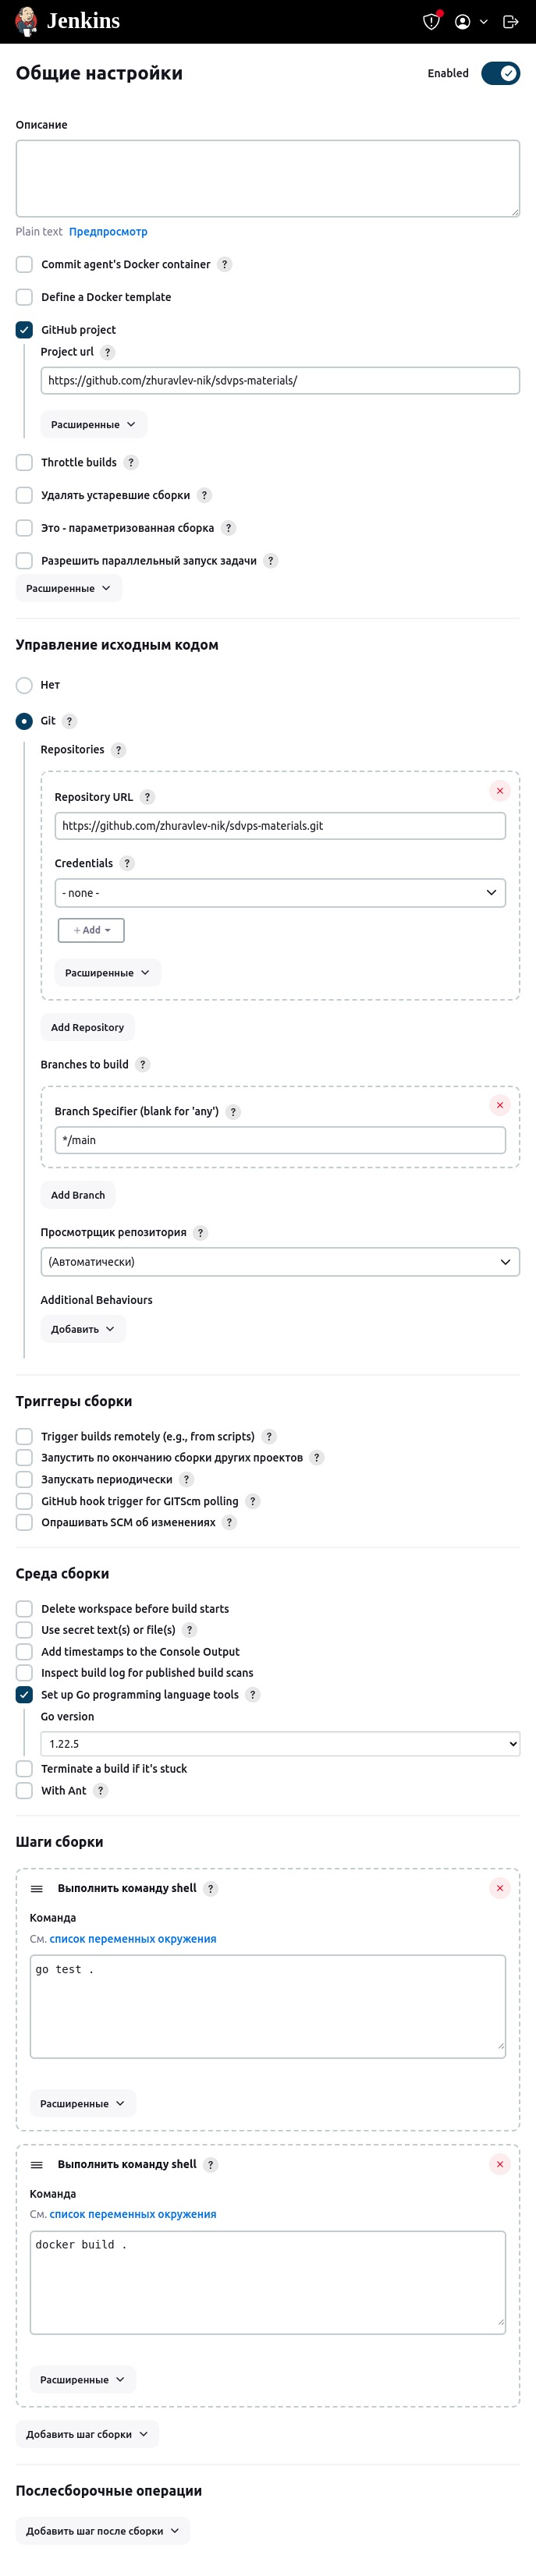 Jenkins
Общие настройки
Enabled
Описание
Plain text Предпросмотр
Commit agent's Docker container ?
Define a Docker template
GitHub project
Project url ?
https://github.com/zhuravlev-nik/sdvps-materials/
Расширенные
Throttle builds ?
Удалять устаревшие сборки ?
Это - параметризованная сборка ?
Разрешить параллельный запуск задачи ?
Расширенные
Управление исходным кодом
Нет
Git ?
Repositories ?
Repository URL ?
https://github.com/zhuravlev-nik/sdvps-materials.git
Credentials ?
- none -
+ Add
Расширенные
Add Repository
Branches to build ?
Branch Specifier (blank for 'any') ?
*/main
Add Branch
Просмотрщик репозитория ?
(Автоматически)
Additional Behaviours
Добавить
Триггеры сборки
Trigger builds remotely (e.g., from scripts) ?
Запустить по окончанию сборки других проектов ?
Запускать периодически ?
GitHub hook trigger for GITScm polling ?
Опрашивать SCM об изменениях ?
Среда сборки
Delete workspace before build starts
Use secret text(s) or file(s) ?
Add timestamps to the Console Output
Inspect build log for published build scans
Set up Go programming language tools ?
Go version
1.22.5
Terminate a build if it's stuck
With Ant ?
Шаги сборки
Выполнить команду shell ?
Команда
См. список переменных окружения
go test .
Расширенные
Выполнить команду shell ?
Команда
См. список переменных окружения
docker build .
Расширенные
Добавить шаг сборки
Послесборочные операции
Добавить шаг после сборки